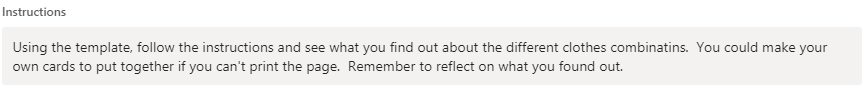 Instructions
Using the template, follow the instructions and see what you find out about the different clothes combinatins.  You could make your
own cards to put together if you can't print the page.  Remember to reflect on what you found out.